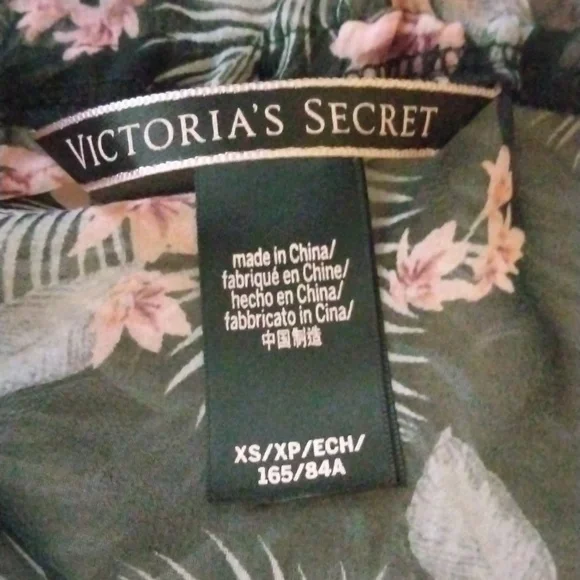 VICTORIA'S SECRET
made in China/
fabriqué en Chine/
hecho en China/
fabbricato in Cina/
中国制造
XS/XP/ECH/
165/84A